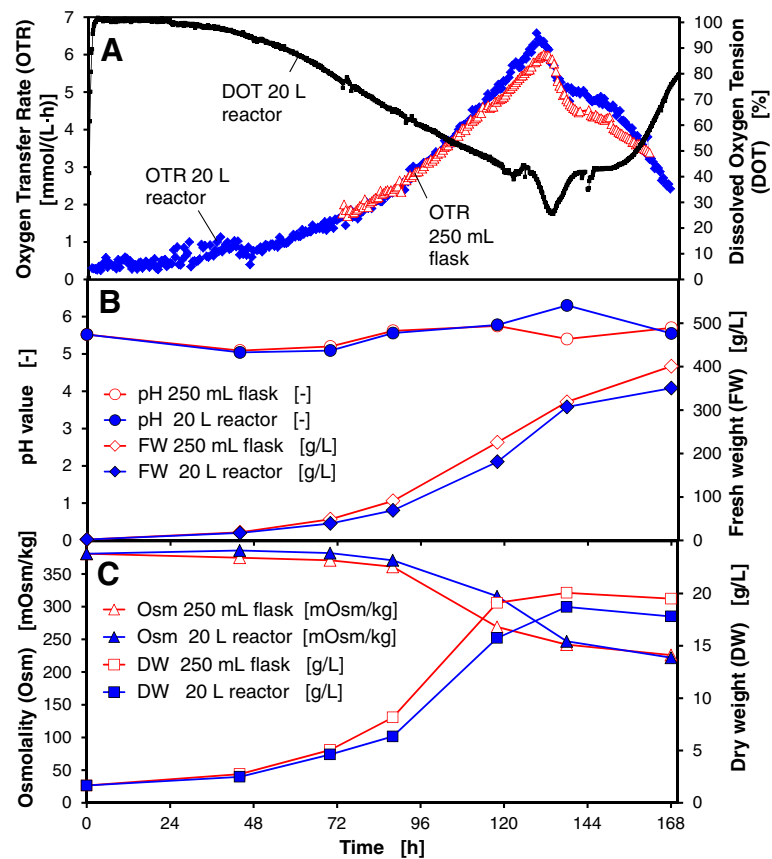 A
Oxygen Transfer Rate (OTR)
[mmol/(L·h)]
7
6
5
4
3
2
1
0
DOT 20 L
reactor
OTR 20 L
reactor
OTR
250 mL
flask
100
90
80
70
60
50
40
30
20
10
0
Dissolved Oxygen Tension
(DOT) [%]
B
pH value [-]
6
5
4
3
2
1
0
pH 250 mL flask [-]
pH 20 L reactor [-]
FW 250 mL flask [g/L]
FW 20 L reactor [g/L]
500
400
300
200
100
0
Fresh weight (FW) [g/L]
C
Osmolality (Osm) [mOsm/kg]
350
300
250
200
150
100
50
0
Osm 250 mL flask [mOsm/kg]
Osm 20 L reactor [mOsm/kg]
DW 250 mL flask [g/L]
DW 20 L reactor [g/L]
20
15
10
5
0
Dry weight (DW) [g/L]
0
24
48
72
96
120
144
168
Time [h]